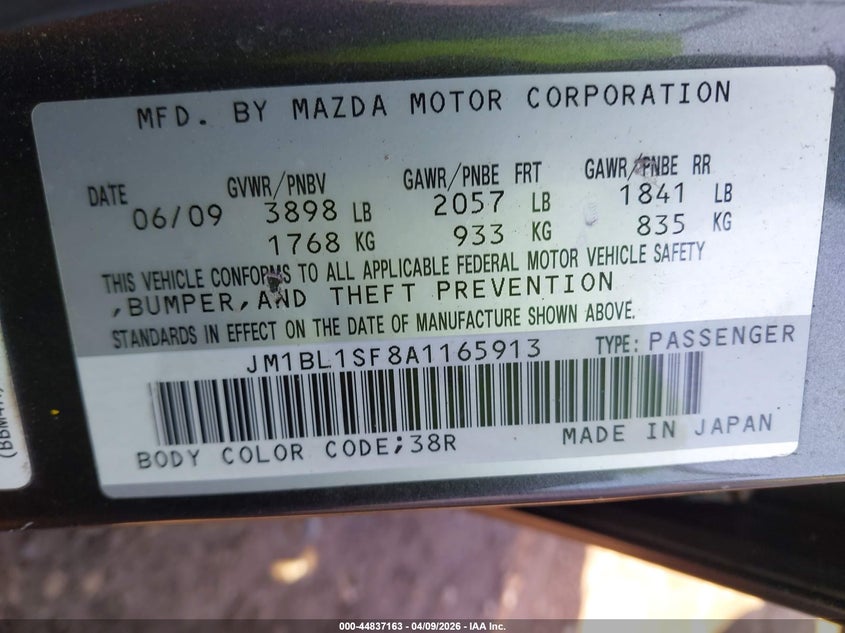 MFD. BY MAZDA MOTOR CORPORATION
DATE GVWR/PNBV GAWR/PNBE FRT GAWR/PNBE RR
06/09 3898 LB 2057 LB 1841 LB
1768 KG 933 KG 835 KG
THIS VEHICLE CONFORMS TO ALL APPLICABLE FEDERAL MOTOR VEHICLE SAFETY
,BUMPER,AND THEFT PREVENTION
STANDARDS IN EFFECT ON THE DATE OF MANUFACTURE SHOWN ABOVE.
JM1BL1SF8A1165913 TYPE: PASSENGER
BODY COLOR CODE;38R MADE IN JAPAN
000-44837163 - 04/09/2026 - IAA Inc.